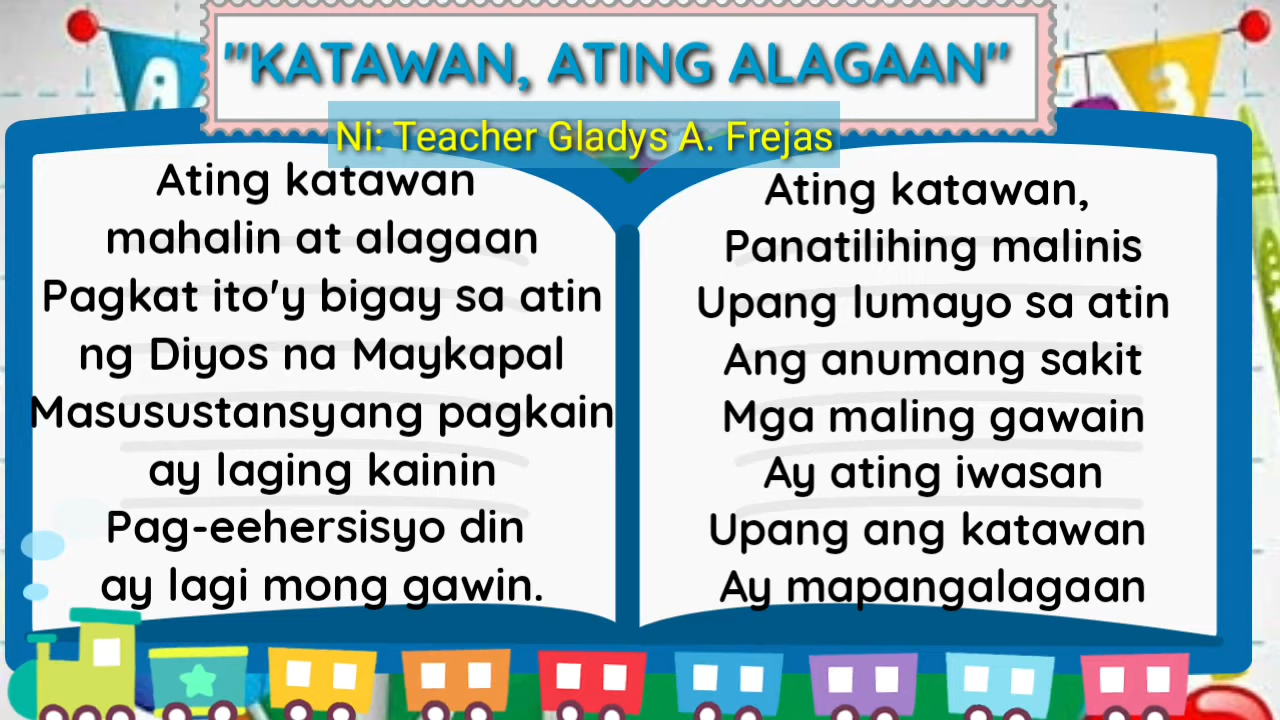 "KATAWAN, ATING ALAGAAN"
Ni: Teacher Gladys A. Frejas
Ating katawan
mahalin at alagaan
Pagkat ito'y bigay sa atin
ng Diyos na Maykapal
Masusustansyang pagkain
ay laging kainin
Pag-eehersisyo din
ay lagi mong gawin.
Ating katawan,
Panatilihing malinis
Upang lumayo sa atin
Ang anumang sakit
Mga maling gawain
Ay ating iwasan
Upang ang katawan
Ay mapangalagaan
A
3